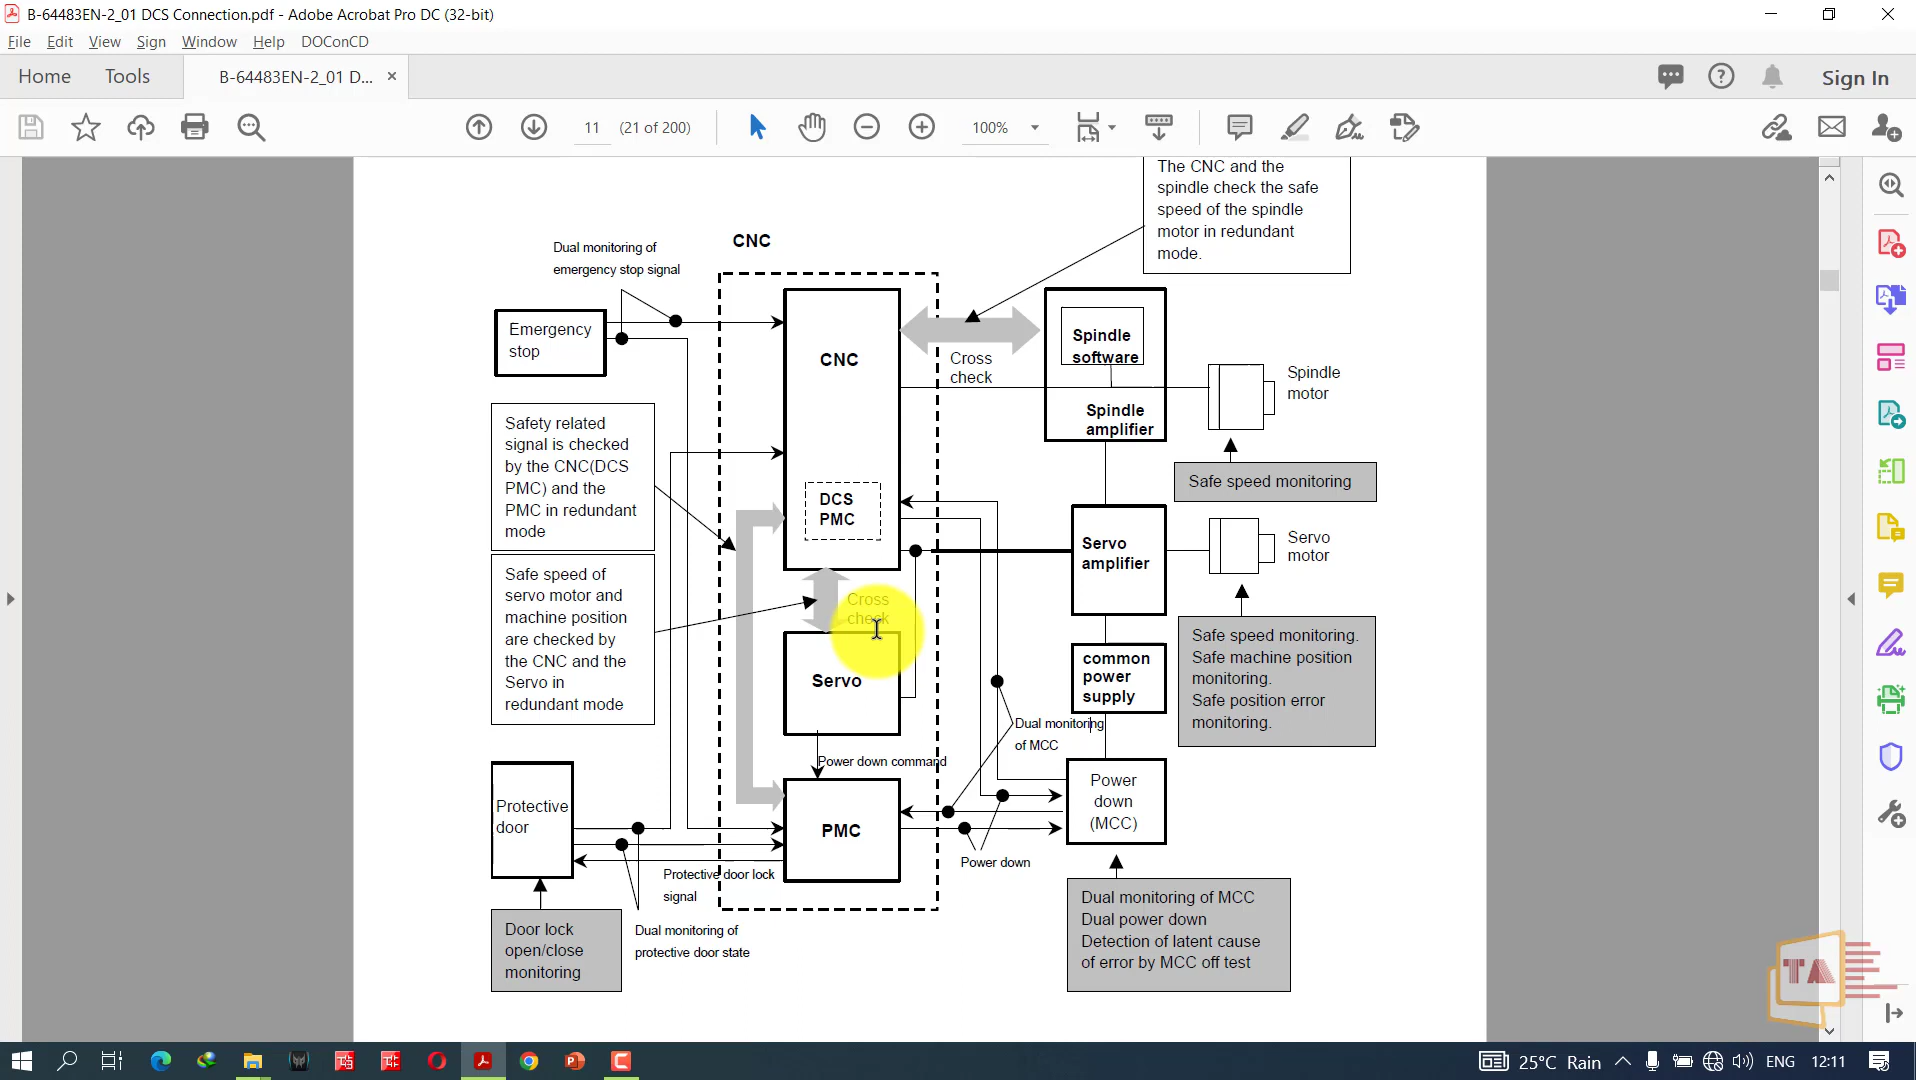 B-64483EN-2_01 DCS Connection.pdf - Adobe Acrobat Pro DC (32-bit)
File Edit View Sign Window Help DOConCD
Home Tools B-64483EN-2_01 D... × Sign In
11 (21 of 200) 100%
The CNC and the
spindle check the safe
speed of the spindle
motor in redundant
mode.
CNC
Dual monitoring of
emergency stop signal
Emergency
stop
CNC
Cross
check
Spindle
software
Spindle
amplifier
Spindle
motor
Safe speed monitoring
Safety related
signal is checked
by the CNC(DCS
PMC) and the
PMC in redundant
mode
DCS
PMC
Servo
amplifier
Servo
motor
Safe speed of
servo motor and
machine position
are checked by
the CNC and the
Servo in
redundant mode
Cross
check
Servo
common
power
supply
Safe speed monitoring.
Safe machine position
monitoring.
Safe position error
monitoring.
Dual monitoring
of MCC
Power down command
Protective
door
PMC
Power
down
(MCC)
Power down
Protective door lock
signal
Door lock
open/close
monitoring
Dual monitoring of
protective door state
Dual monitoring of MCC
Dual power down
Detection of latent cause
of error by MCC off test
TA
25°C Rain ENG 12:11